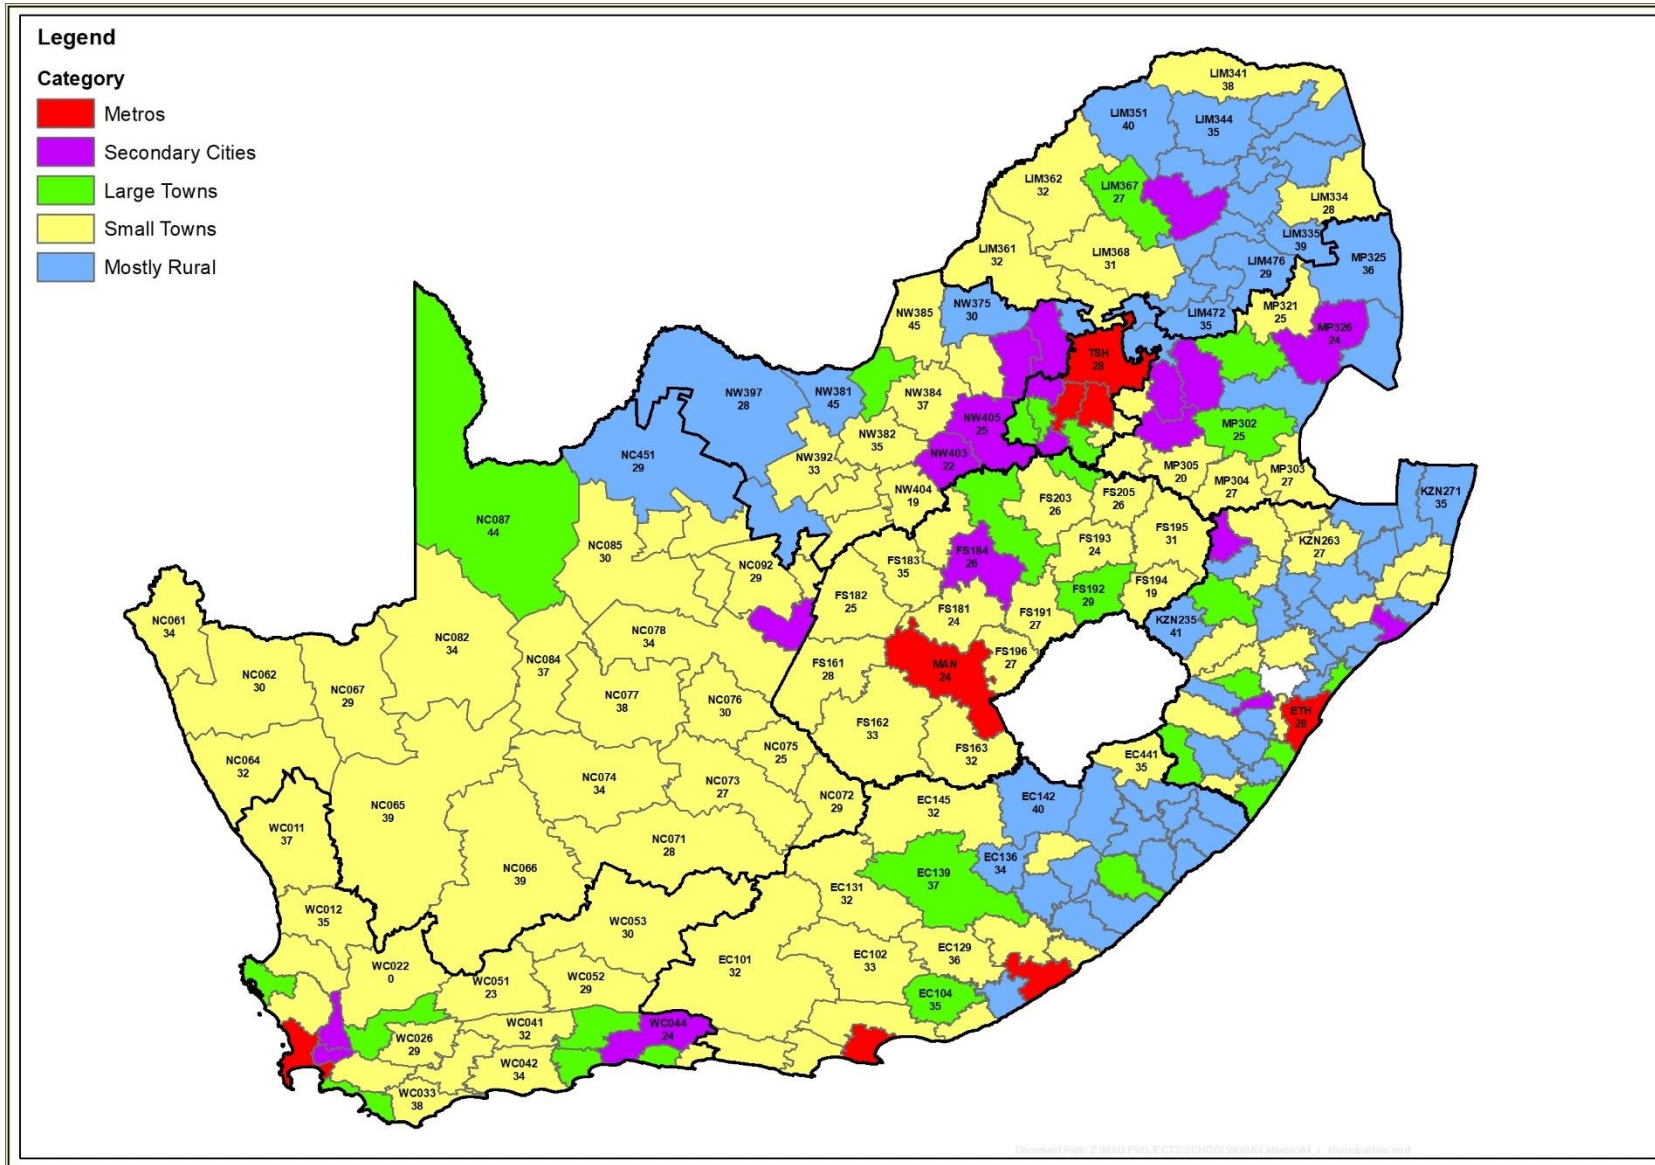 Legend
Category
Metros
Secondary Cities
Large Towns
Small Towns
Mostly Rural
LIM341
38
LIM351
40
LIM344
35
LIM362
32
LIM367
27
LIM334
28
LIM361
32
LIM368
31
LIM335
39
LIM476
29
MP325
36
NW385
45
NW375
30
LIM472
35
MP321
25
MP326
24
TSH
28
NW397
28
NW381
45
NW384
37
NW405
25
MP302
25
NW382
35
NC451
29
NW392
33
NW403
22
NW404
19
MP305
20
MP304
27
MP303
27
KZN271
35
NC087
44
FS203
26
FS205
26
FS195
31
NC085
30
NC092
29
FS183
35
FS184
26
FS193
24
KZN263
27
FS182
25
FS192
29
FS194
19
NC061
34
NC082
34
NC078
34
FS181
24
FS191
27
KZN235
41
NC062
30
NC067
29
NC084
37
NC077
38
NC076
30
FS161
28
MAN
24
FS196
27
NC064
32
FS162
33
FS163
32
ETH
28
NC065
39
NC074
34
NC073
27
NC075
25
EC441
35
NC072
29
EC145
32
EC142
40
WC011
37
NC071
28
NC066
39
EC139
37
EC136
34
WC012
35
EC131
32
WC053
30
WC022
0
WC051
23
WC052
29
EC101
32
EC102
33
EC129
36
EC104
35
WC026
29
WC041
32
WC044
24
WC042
34
WC033
38